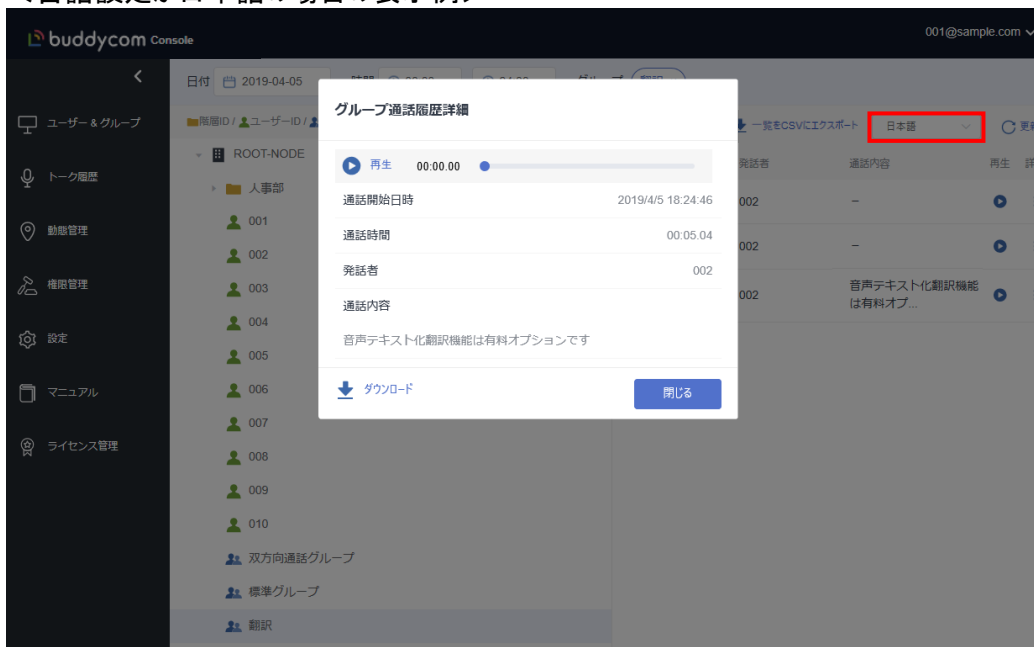 buddycom Console
001@sample.com
日付 2019-04-05
階層ID / ユーザーID /
一覧をCSVにエクスポート
日本語
ユーザー & グループ
トーク履歴
動態管理
権限管理
設定
マニュアル
ライセンス管理
ROOT-NODE
人事部
001
002
003
004
005
006
007
008
009
010
双方向通話グループ
標準グループ
翻訳
グループ通話履歴詳細
再生 00:00.00
通話開始日時 2019/4/5 18:24:46
通話時間 00:05.04
発話者 002
通話内容
音声テキスト化翻訳機能は有料オプションです
ダウンロード
閉じる
発話者 通話内容 再生
002 –
002 –
002 音声テキスト化翻訳機能
は有料オプ...